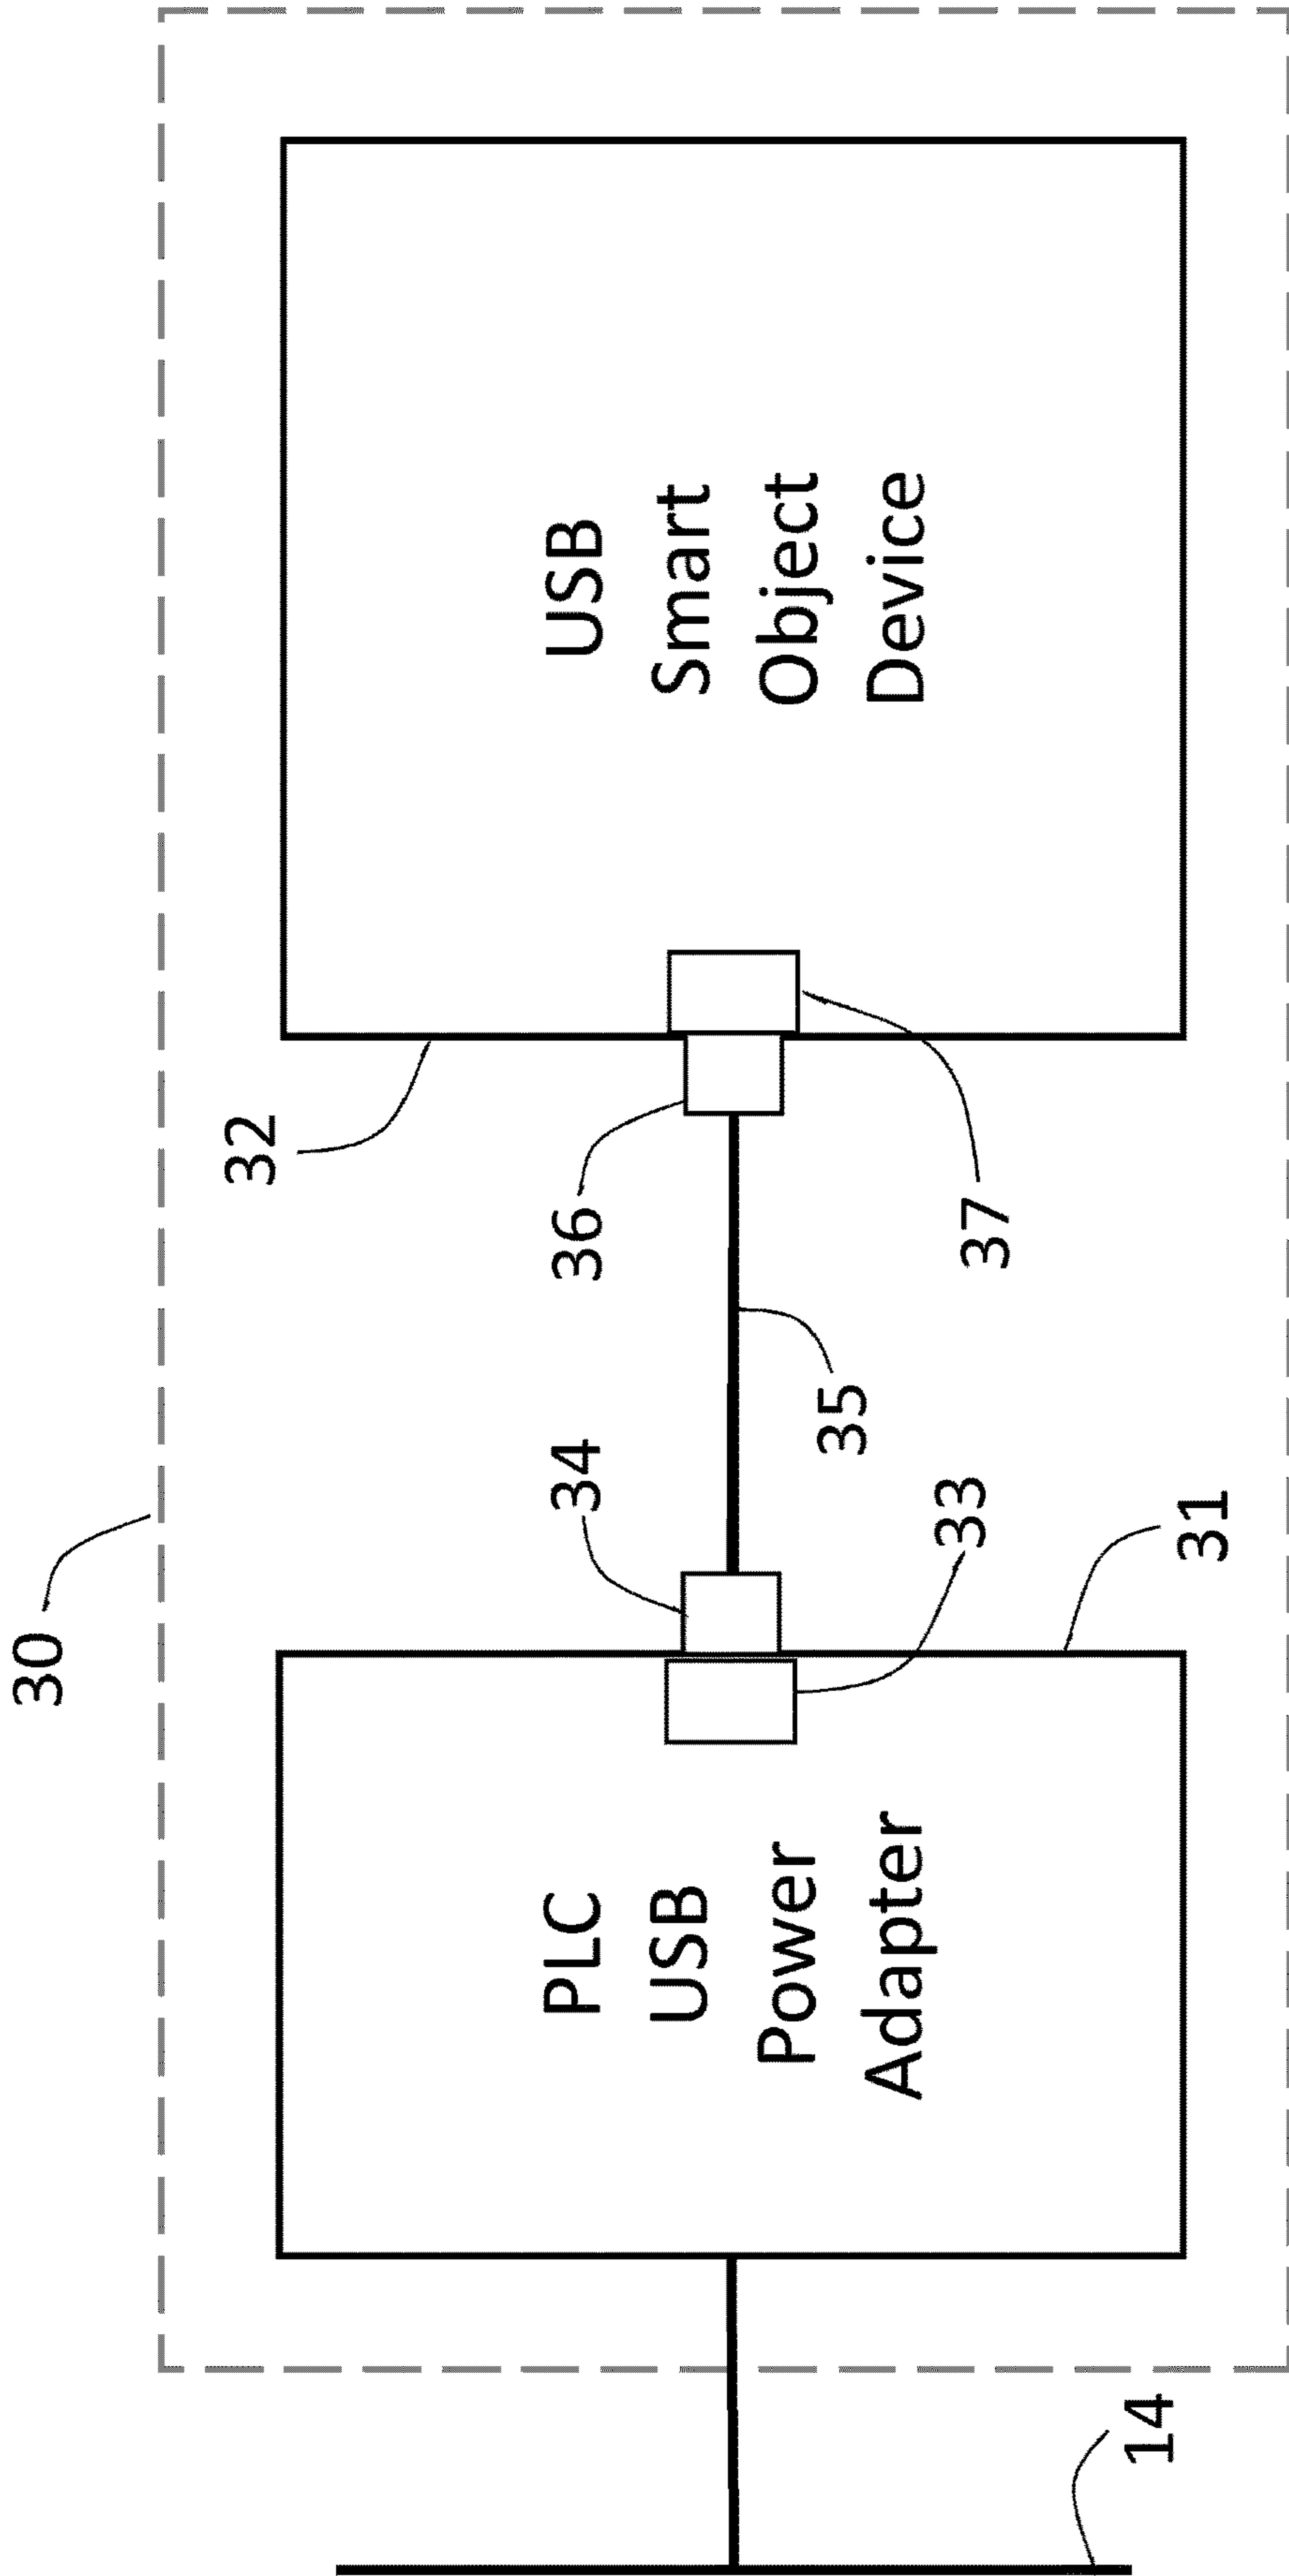 30
32
USB
Smart
Object
Device
36
37
34
35
33
31
PLC
USB
Power
Adapter
14